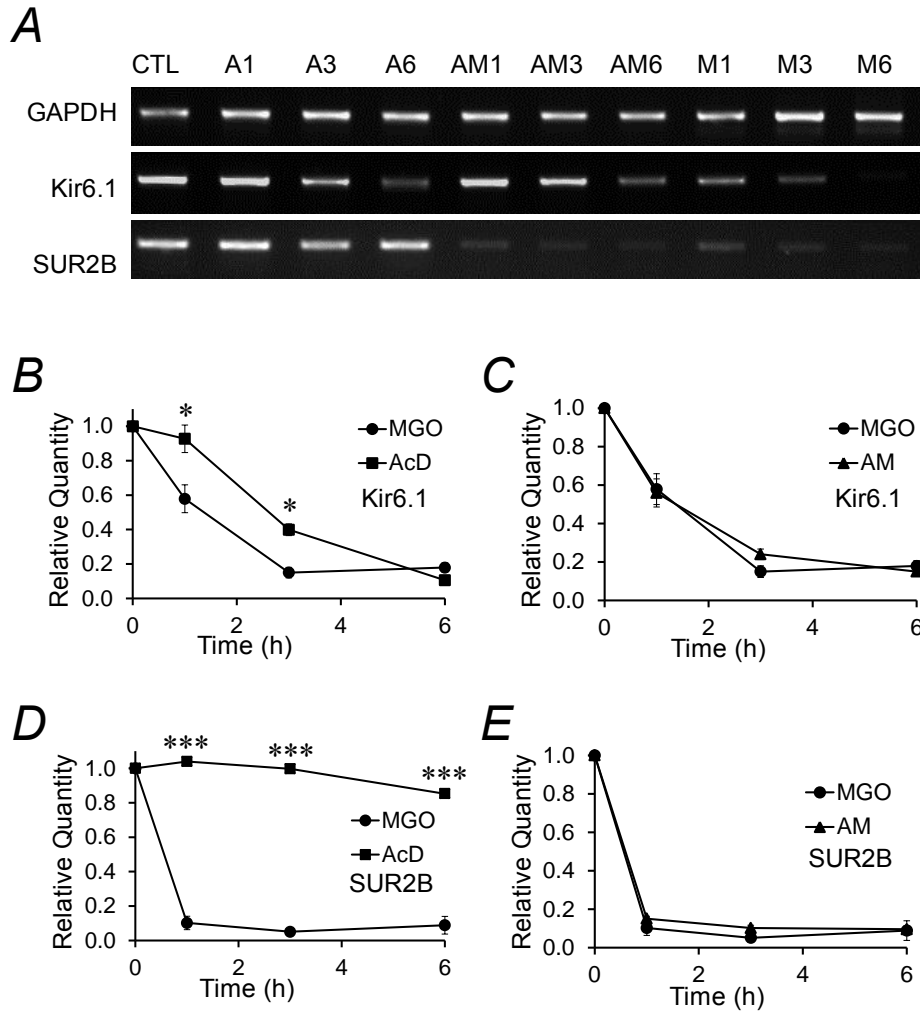 A
CTL A1 A3 A6 AM1 AM3 AM6 M1 M3 M6
GAPDH
Kir6.1
SUR2B
B
Relative Quantity
1.0
0.8
0.6
0.4
0.2
0.0
*
*
MGO
AcD
Kir6.1
0 2 4 6
Time (h)
C
Relative Quantity
1.0
0.8
0.6
0.4
0.2
0.0
MGO
AM
Kir6.1
0 2 4 6
Time (h)
D
Relative Quantity
1.0
0.8
0.6
0.4
0.2
0.0
***
***
***
MGO
AcD
SUR2B
0 2 4 6
Time (h)
E
Relative Quantity
1.0
0.8
0.6
0.4
0.2
0.0
MGO
AM
SUR2B
0 2 4 6
Time (h)